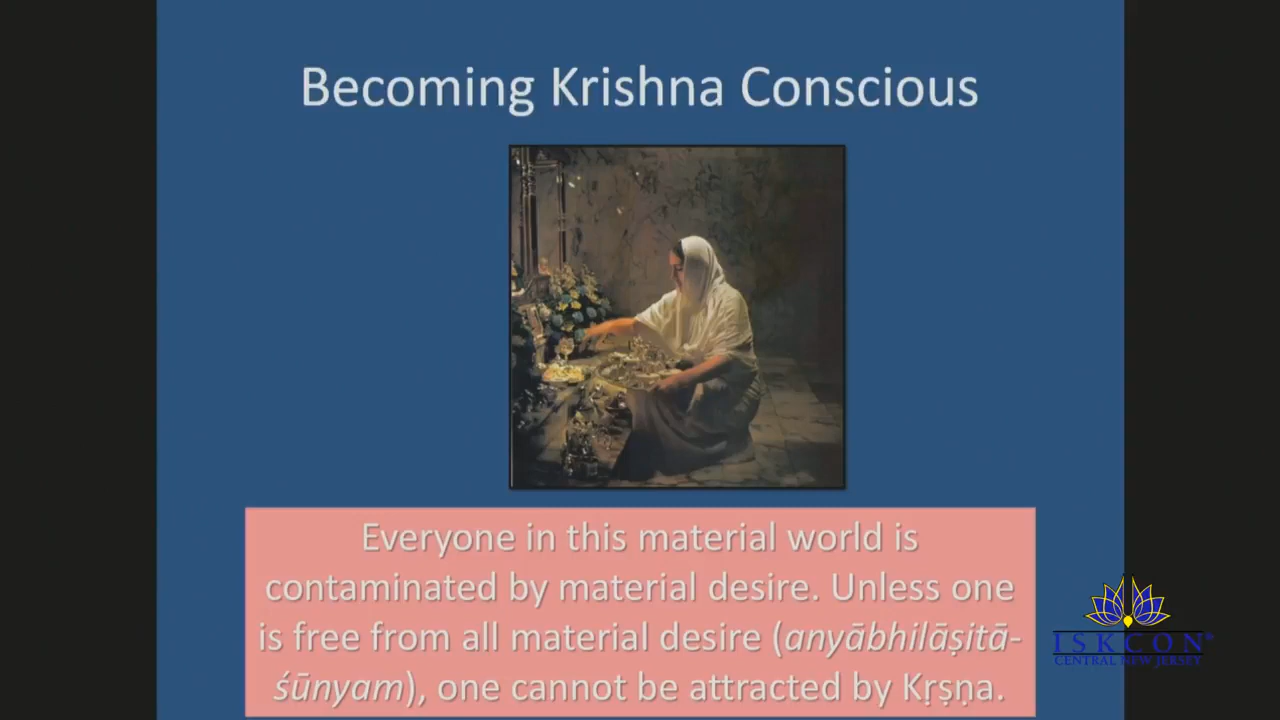 Becoming Krishna Conscious
Everyone in this material world is
contaminated by material desire. Unless one
is free from all material desire (anyābhilāṣitā-
śūnyam), one cannot be attracted by Kṛṣṇa.
ISKCON®
CENTRAL NEW JERSEY